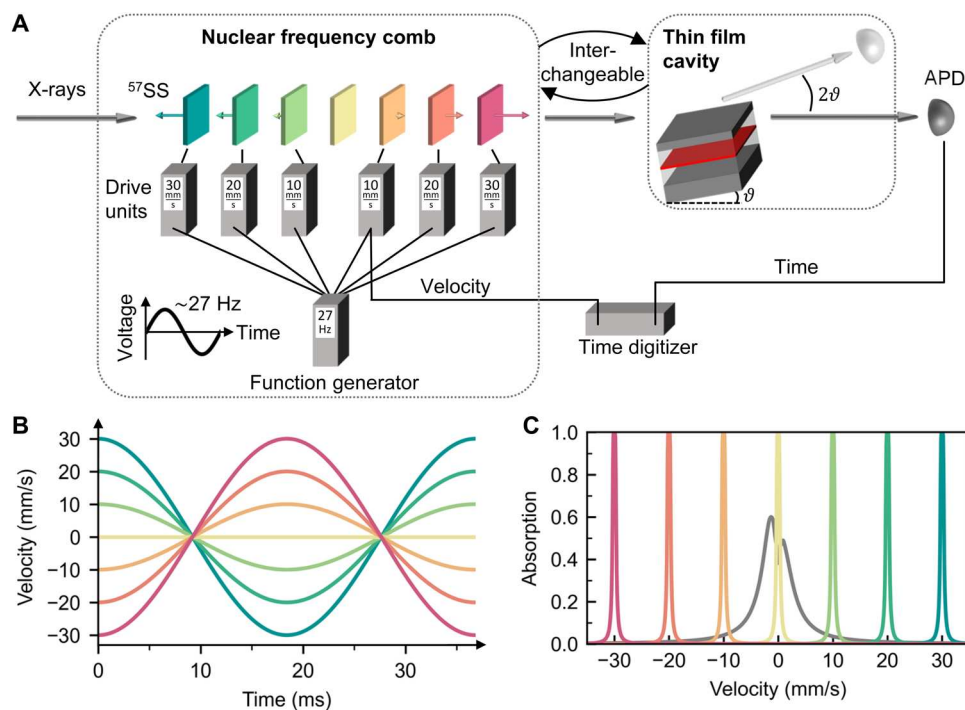 A
Nuclear frequency comb
Inter-
changeable
Thin film
cavity
APD
X-rays
⁵⁷SS
2ϑ
ϑ
Drive
units
30 mm/s
20 mm/s
10 mm/s
10 mm/s
20 mm/s
30 mm/s
Velocity
Time
~27 Hz
Voltage
Time
27
Hz
Time digitizer
Function generator
B
Velocity (mm/s)
30
20
10
0
−10
−20
−30
0
10
20
30
Time (ms)
C
Absorption
1.0
0.8
0.6
0.4
0.2
0.0
−30
−20
−10
0
10
20
30
Velocity (mm/s)